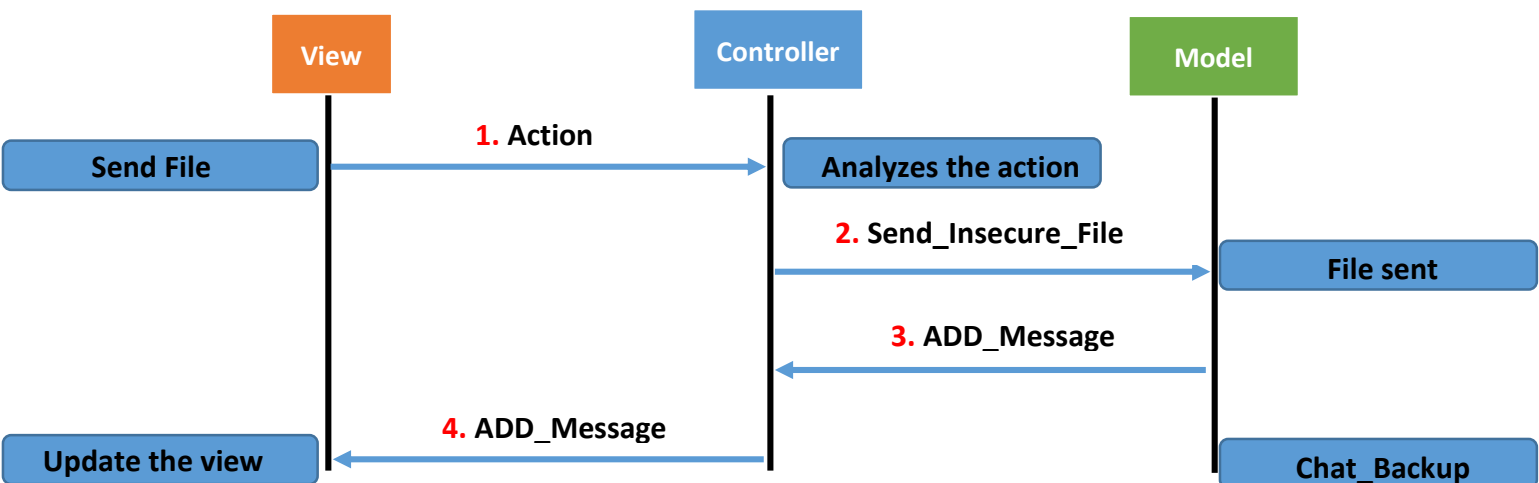 View
Controller
Model
1. Action
Send File
Analyzes the action
2. Send_Insecure_File
File sent
3. ADD_Message
4. ADD_Message
Update the view
Chat_Backup